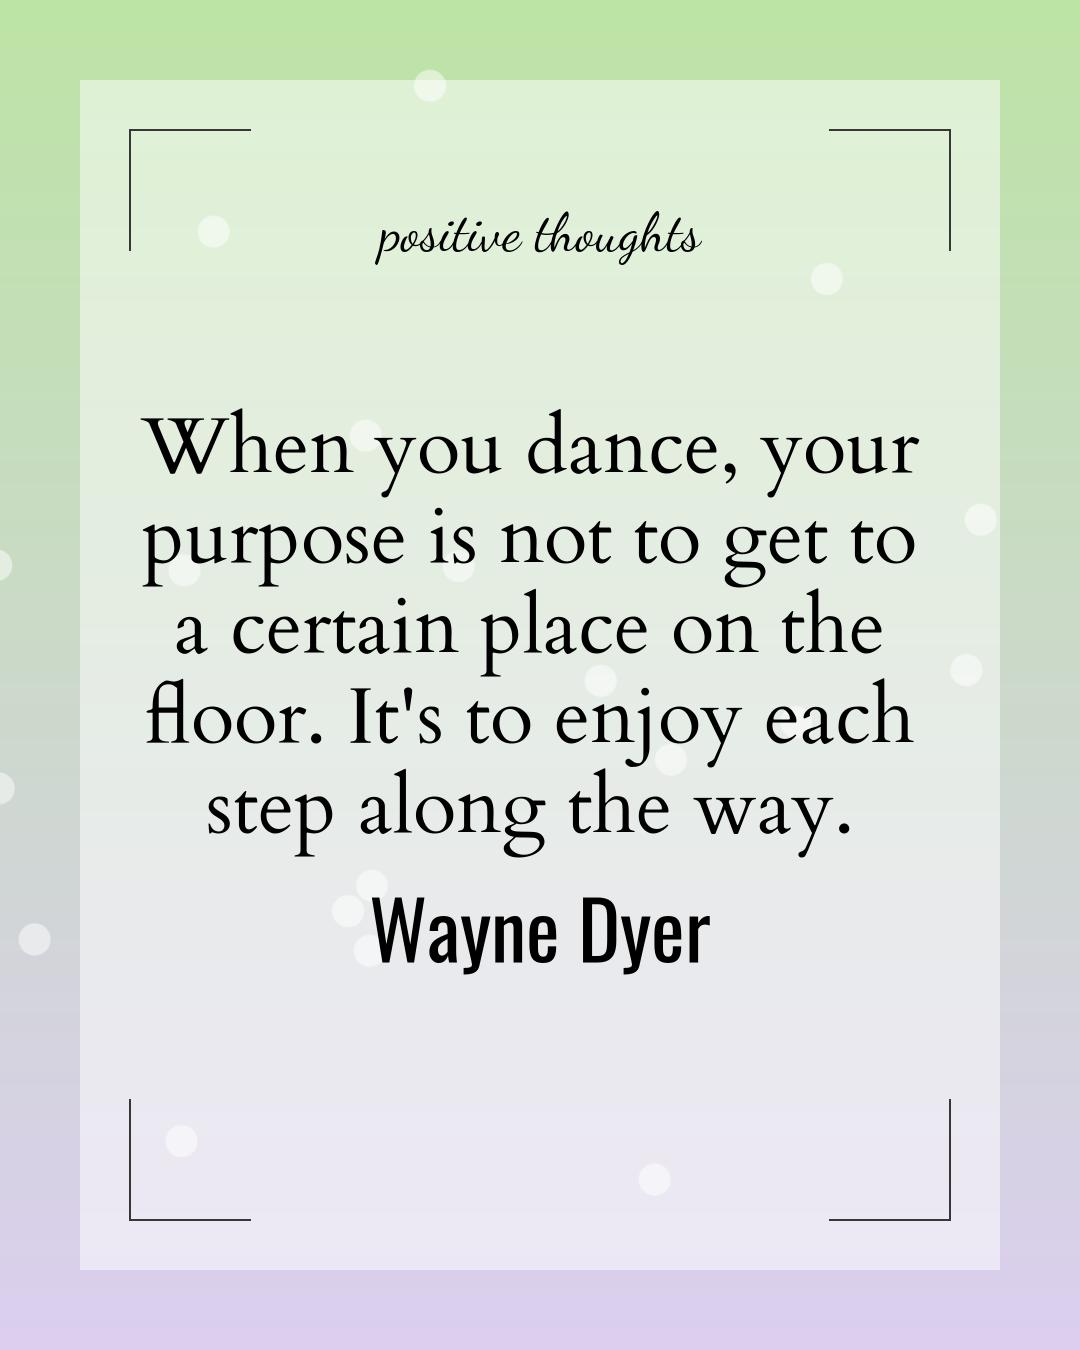 positive thoughts
When you dance, your
purpose is not to get to
a certain place on the
floor. It's to enjoy each
step along the way.
Wayne Dyer